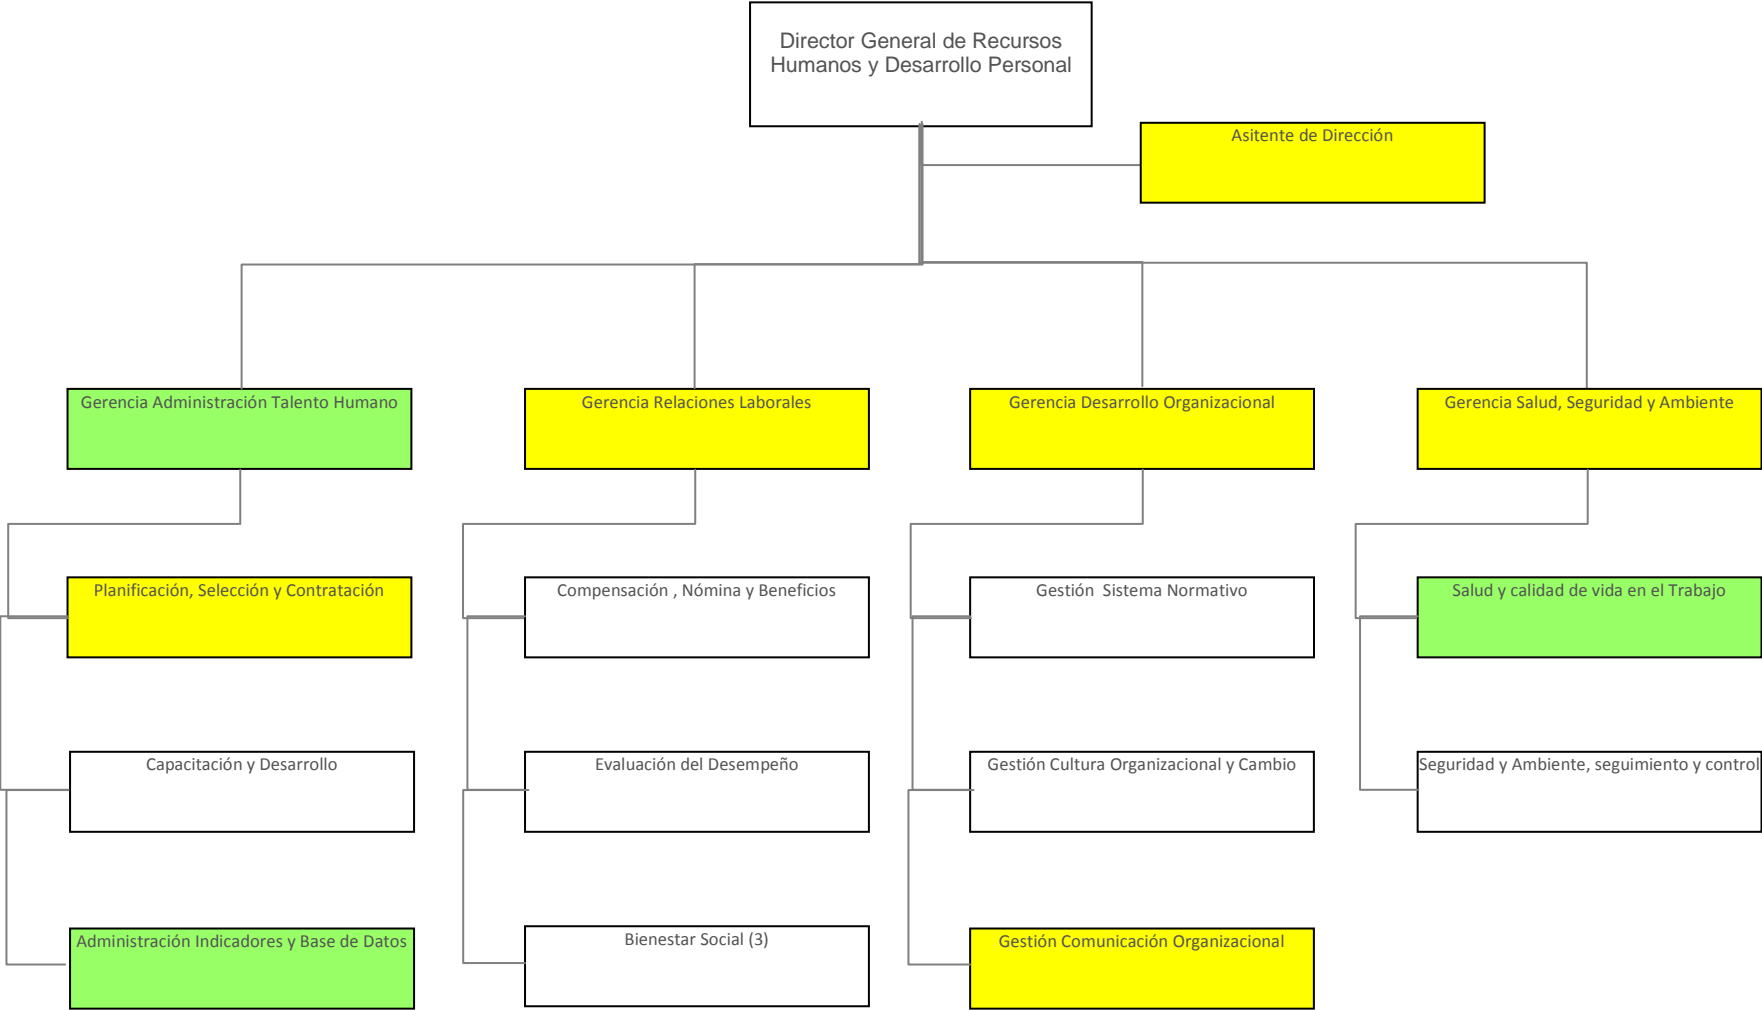 Director General de Recursos
Humanos y Desarrollo Personal
Asitente de Dirección
Gerencia Administración Talento Humano
Gerencia Relaciones Laborales
Gerencia Desarrollo Organizacional
Gerencia Salud, Seguridad y Ambiente
Planificación, Selección y Contratación
Compensación , Nómina y Beneficios
Gestión  Sistema Normativo
Salud y calidad de vida en el Trabajo
Capacitación y Desarrollo
Evaluación del Desempeño
Gestión Cultura Organizacional y Cambio
Seguridad y Ambiente, seguimiento y control
Administración Indicadores y Base de Datos
Bienestar Social (3)
Gestión Comunicación Organizacional